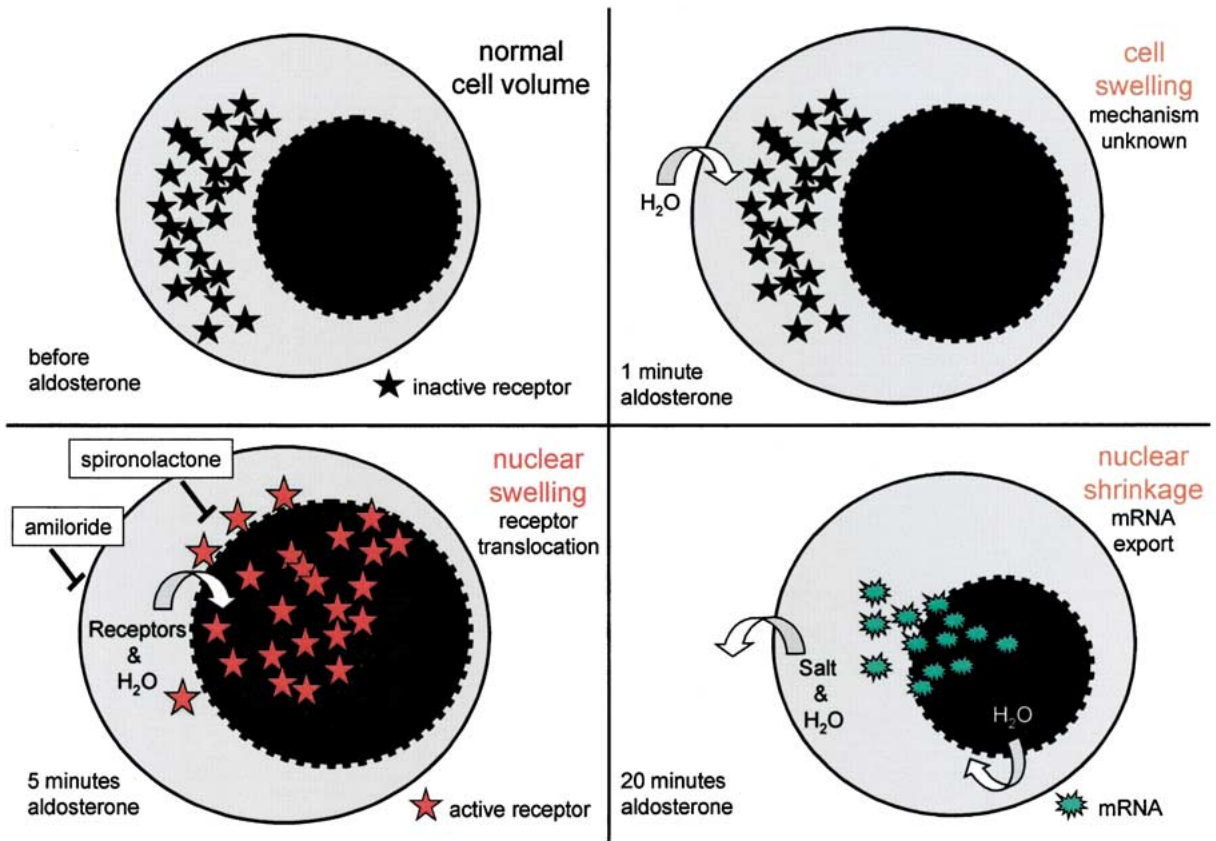 normal
cell volume
before
aldosterone
inactive receptor
cell
swelling
mechanism
unknown
H₂O
1 minute
aldosterone
spironolactone
amiloride
nuclear
swelling
receptor
translocation
Receptors
&
H₂O
5 minutes
aldosterone
active receptor
nuclear
shrinkage
mRNA
export
Salt
&
H₂O
H₂O
20 minutes
aldosterone
mRNA